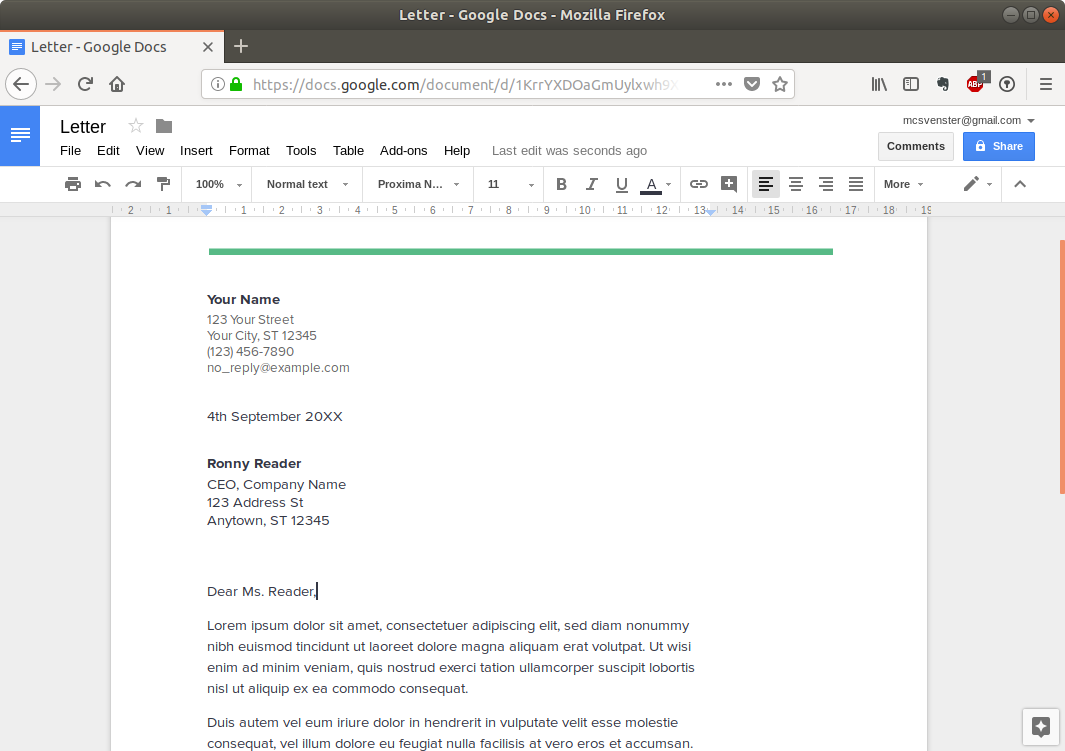 Letter - Google Docs - Mozilla Firefox
Letter - Google Docs
https://docs.google.com/document/d/1KrrYXDOaGmUylxwh9X
ABP 1
Letter
mcsvenster@gmail.com
File Edit View Insert Format Tools Table Add-ons Help Last edit was seconds ago
Comments Share
100% Normal text Proxima N... 11 B I U A More
2 1 1 2 3 4 5 6 7 8 9 10 11 12 13 14 15 16 17 18 19
Your Name
123 Your Street
Your City, ST 12345
(123) 456-7890
no_reply@example.com
4th September 20XX
Ronny Reader
CEO, Company Name
123 Address St
Anytown, ST 12345
Dear Ms. Reader,
Lorem ipsum dolor sit amet, consectetuer adipiscing elit, sed diam nonummy
nibh euismod tincidunt ut laoreet dolore magna aliquam erat volutpat. Ut wisi
enim ad minim veniam, quis nostrud exerci tation ullamcorper suscipit lobortis
nisl ut aliquip ex ea commodo consequat.
Duis autem vel eum iriure dolor in hendrerit in vulputate velit esse molestie
consequat, vel illum dolore eu feugiat nulla facilisis at vero eros et accumsan.